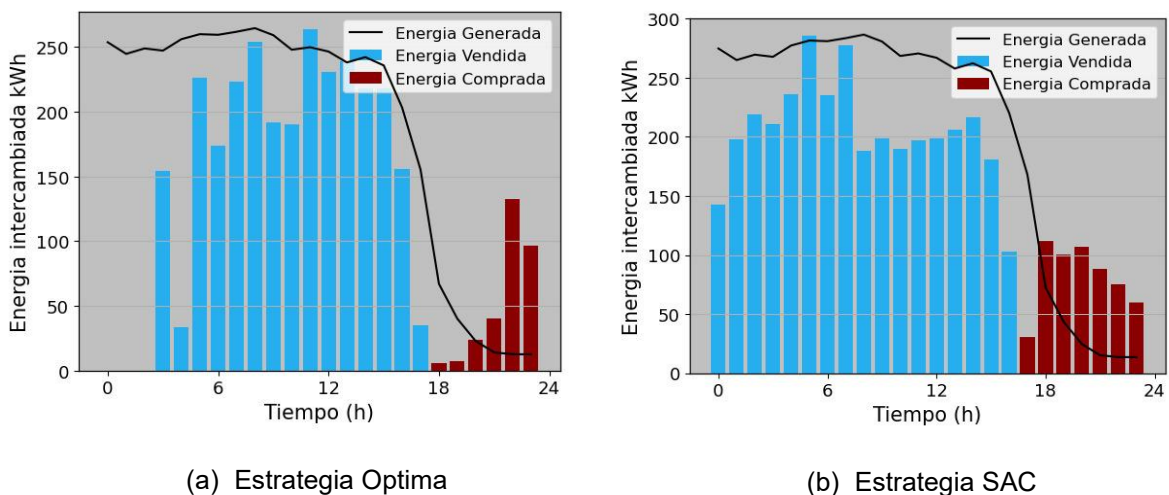 Energia intercambiada kWh
250
200
150
100
50
0
Energia Generada
Energia Vendida
Energia Comprada
0 6 12 18 24
Tiempo (h)
(a) Estrategia Optima
Energia intercambiada kWh
300
250
200
150
100
50
0
Energia Generada
Energia Vendida
Energia Comprada
0 6 12 18 24
Tiempo (h)
(b) Estrategia SAC